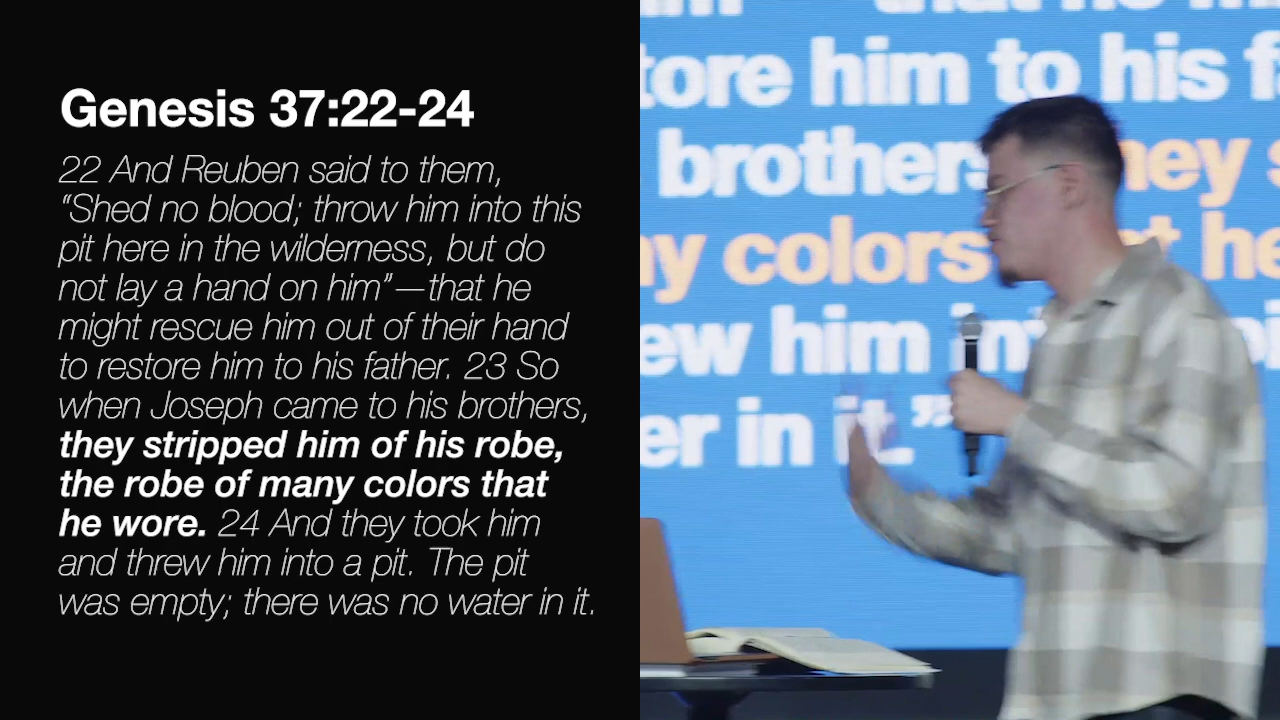 Genesis 37:22-24
22 And Reuben said to them,
“Shed no blood; throw him into this
pit here in the wilderness, but do
not lay a hand on him”—that he
might rescue him out of their hand
to restore him to his father. 23 So
when Joseph came to his brothers,
they stripped him of his robe,
the robe of many colors that
he wore. 24 And they took him
and threw him into a pit. The pit
was empty; there was no water in it.
that he
him to his
brothers
colors
him
in it.”